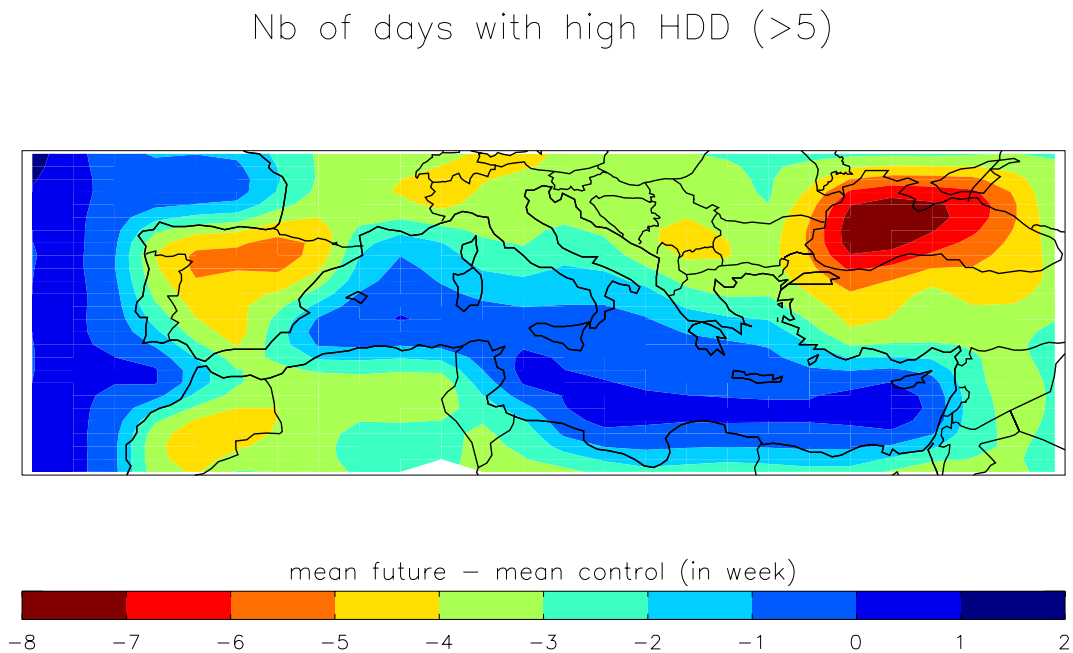 Nb of days with high HDD (>5)
mean future − mean control (in week)
−8 −7 −6 −5 −4 −3 −2 −1 0 1 2